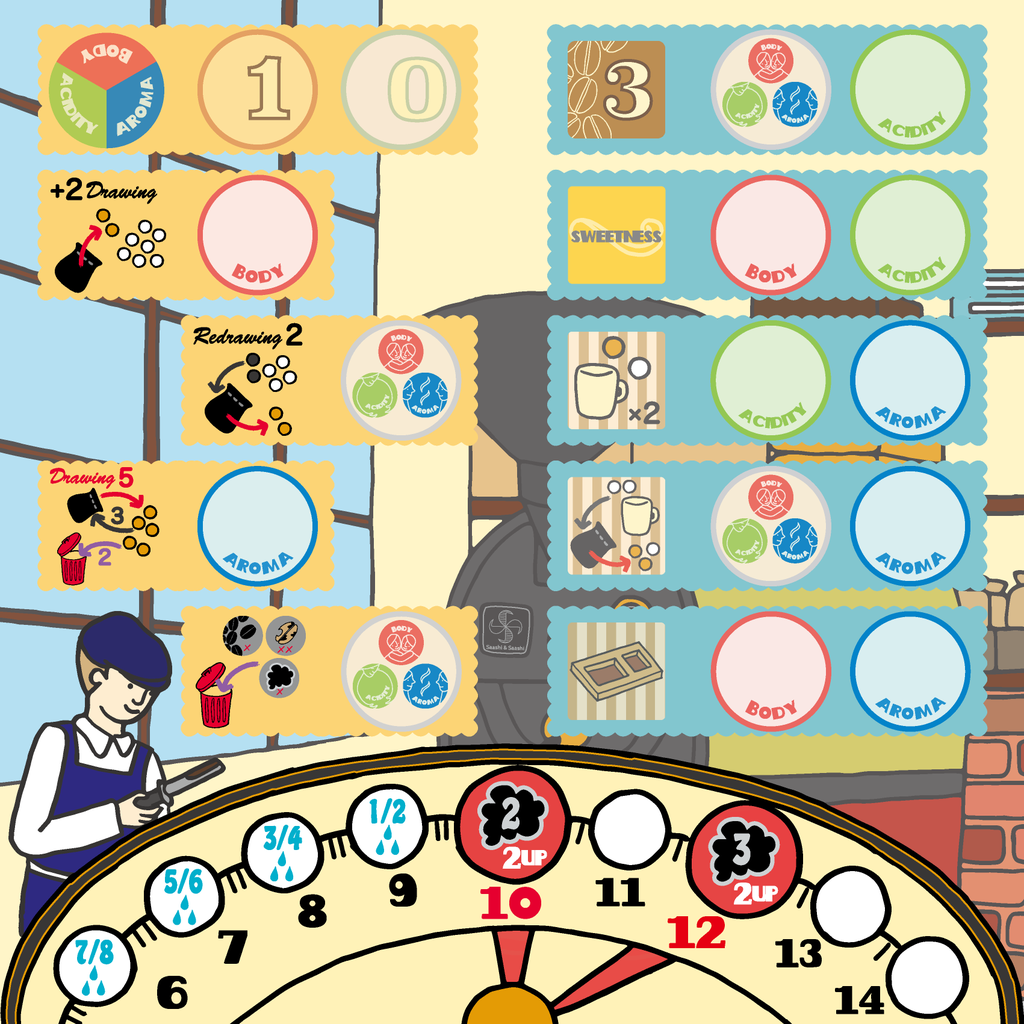 BODY
ACIDITY
AROMA
1
0
3
BODY
ACIDITY
AROMA
ACIDITY
+2 Drawing
BODY
SWEETNESS
BODY
ACIDITY
Redrawing 2
BODY
ACIDITY
AROMA
×2
ACIDITY
AROMA
Drawing 5
3
2
AROMA
BODY
ACIDITY
AROMA
AROMA
×
××
×
BODY
ACIDITY
AROMA
Saashi & Saashi
BODY
AROMA
7/8
5/6
3/4
1/2
2
2UP
3
2UP
6
7
8
9
10
11
12
13
14